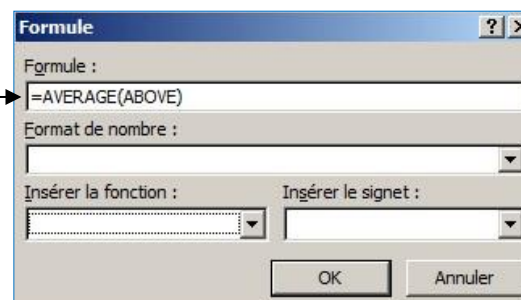 Formule
Formule :
=AVERAGE(ABOVE)
Format de nombre :
Insérer la fonction :
Insérer le signet :
OK
Annuler